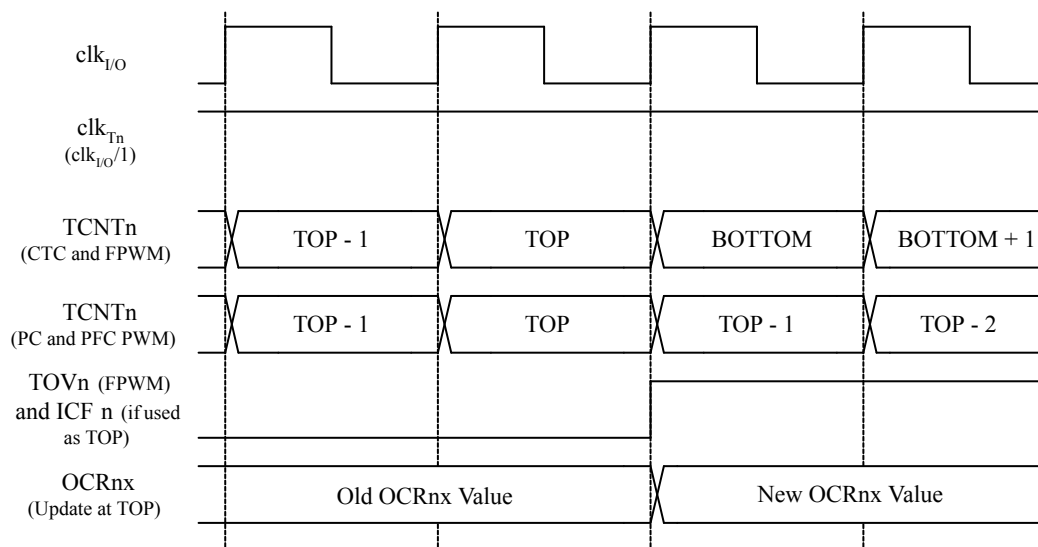 clkI/O
clkTn
(clkI/O/1)
TCNTn
(CTC and FPWM)
TOP - 1
TOP
BOTTOM
BOTTOM + 1
TCNTn
(PC and PFC PWM)
TOP - 1
TOP
TOP - 1
TOP - 2
TOVn (FPWM)
and ICF n (if used
as TOP)
OCRnx
(Update at TOP)
Old OCRnx Value
New OCRnx Value